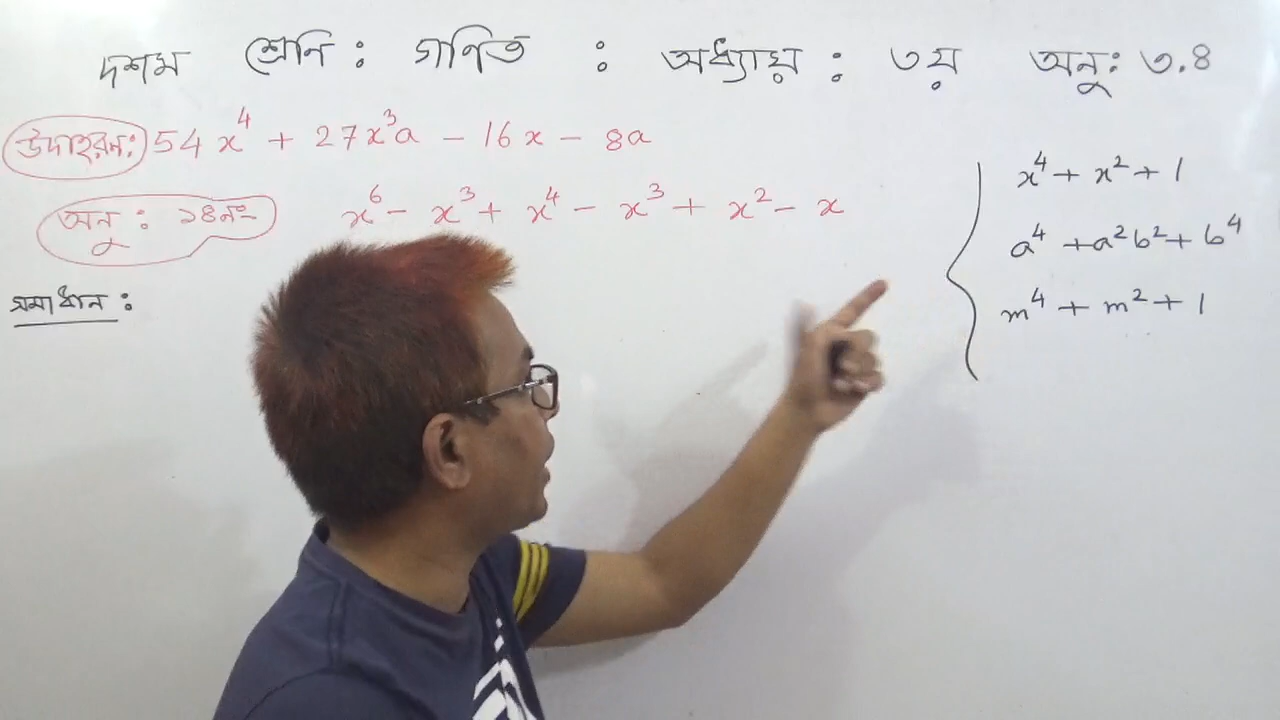 দশম শ্রেনি : গণিত : অধ্যায় : ৩য় অনু: ৩.৪
উদাহরন: 54x⁴ + 27x³a - 16x - 8a
অনু : ১৪নং x⁶ - x³ + x⁴ - x³ + x² - x
সমাধান :
x⁴ + x² + 1
a⁴ + a²b² + b⁴
m⁴ + m² + 1